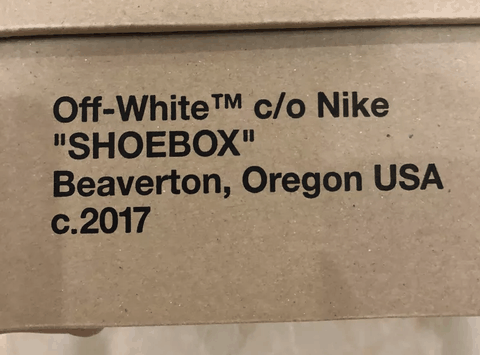 Off-White™ c/o Nike
"SHOEBOX"
Beaverton, Oregon USA
c.2017